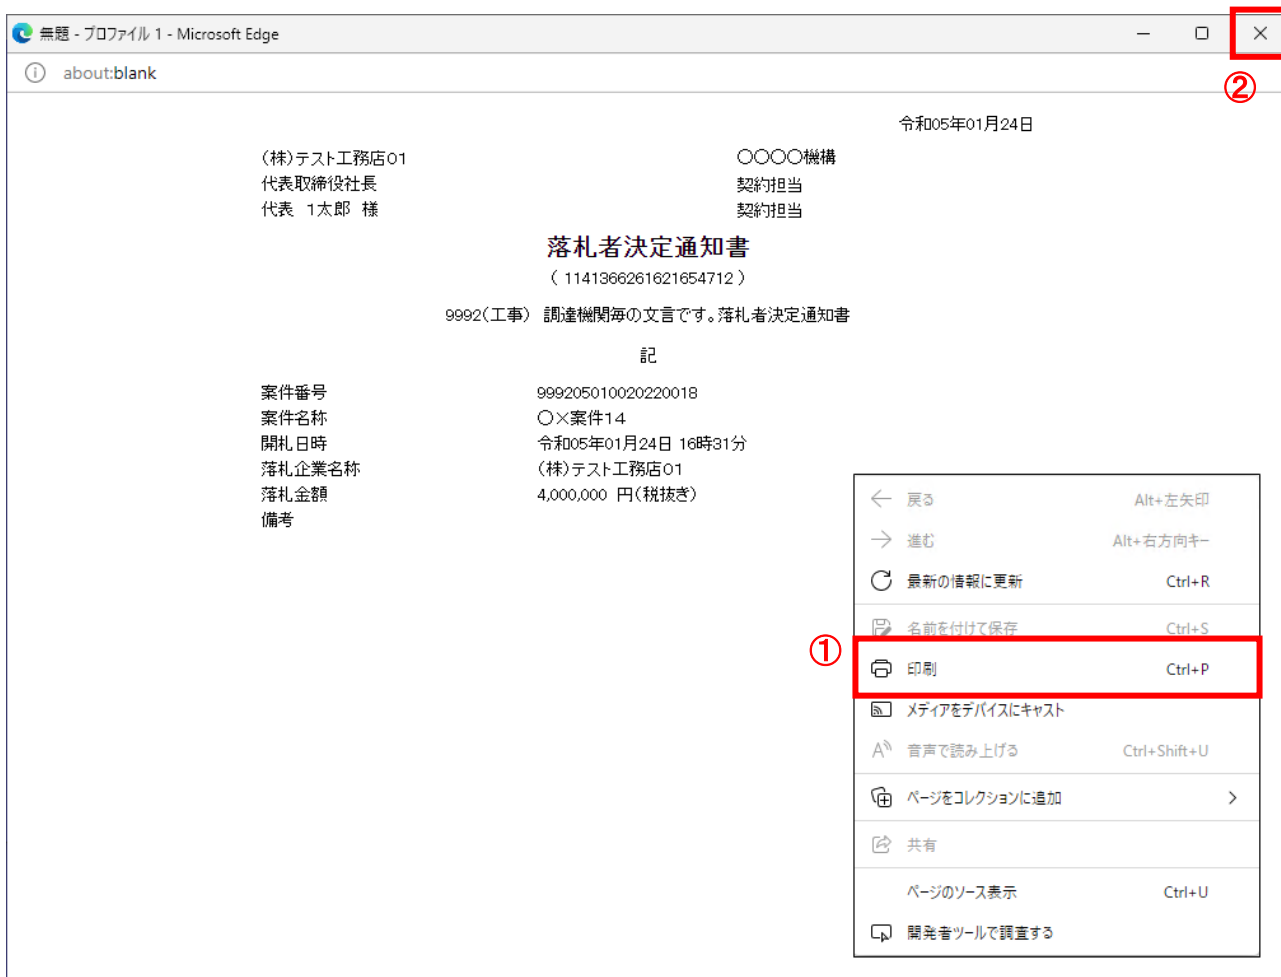 無題 - プロファイル 1 - Microsoft Edge
②
about:blank
令和05年01月24日
(株)テスト工務店01 〇〇〇〇機構
代表取締役社長 契約担当
代表 1太郎 様 契約担当
落札者決定通知書
( 1141366261621654712 )
9992(工事) 調達機関毎の文言です。落札者決定通知書
記
案件番号 999205010020220018
案件名称 〇×案件14
開札日時 令和05年01月24日 16時31分
落札企業名称 (株)テスト工務店01
落札金額 4,000,000 円(税抜き)
備考
戻る Alt+左矢印
進む Alt+右方向キー
最新の情報に更新 Ctrl+R
名前を付けて保存 Ctrl+S
①
印刷 Ctrl+P
メディアをデバイスにキャスト
音声で読み上げる Ctrl+Shift+U
ページをコレクションに追加
共有
ページのソース表示 Ctrl+U
開発者ツールで調査する